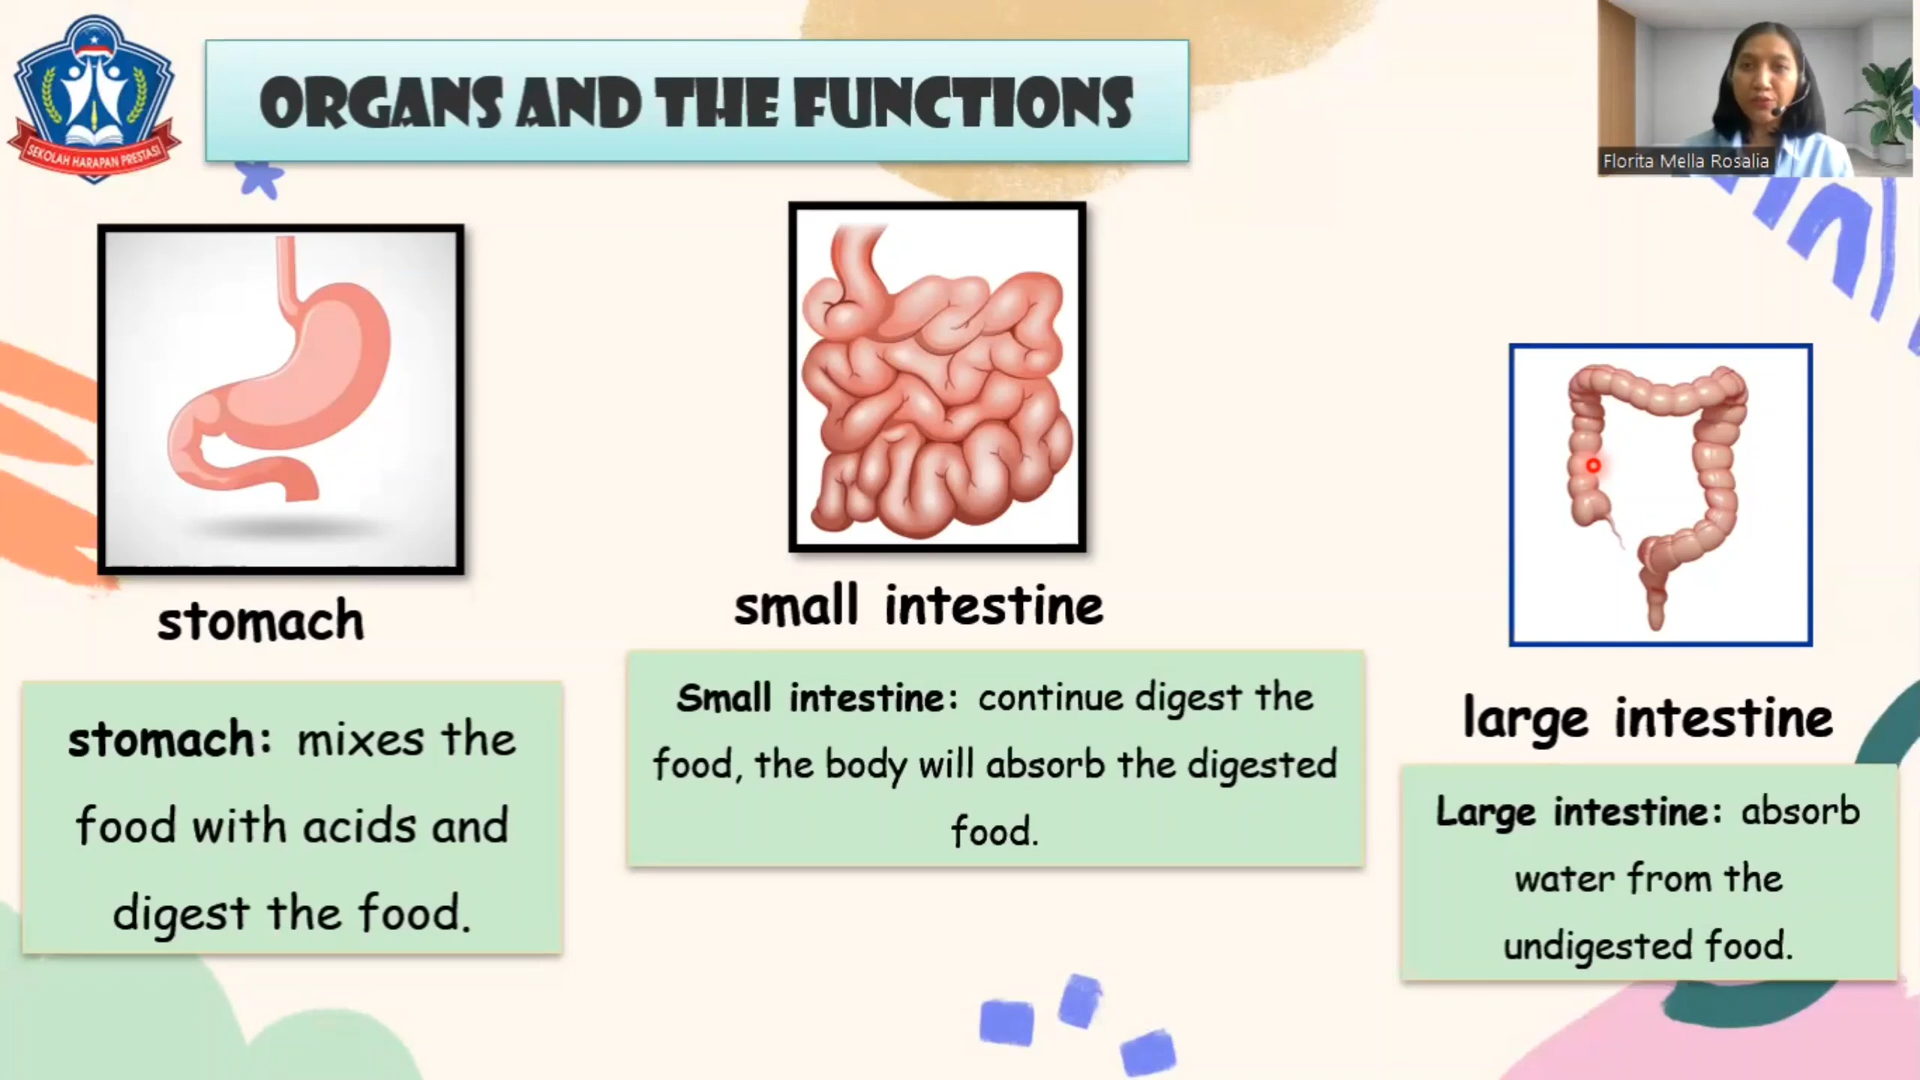 SEKOLAH HARAPAN PRESTASI
ORGANS AND THE FUNCTIONS
Florita Mella Rosalia
stomach
stomach: mixes the
food with acids and
digest the food.
small intestine
Small intestine: continue digest the
food, the body will absorb the digested
food.
large intestine
Large intestine: absorb
water from the
undigested food.